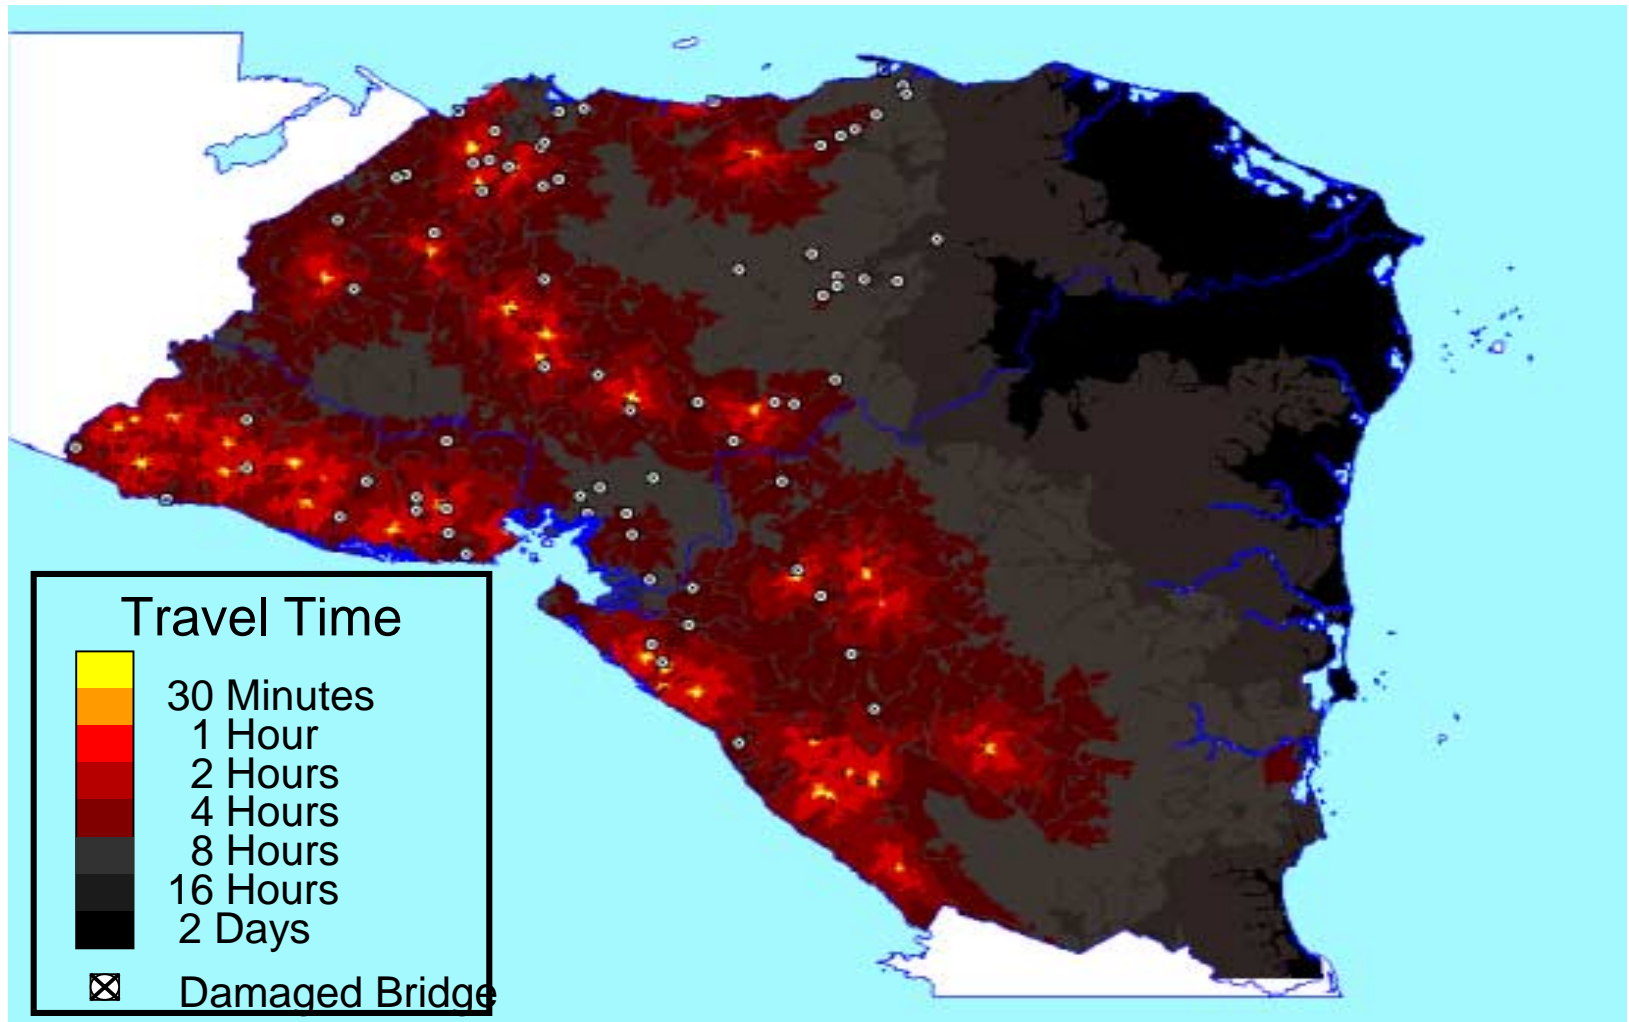 Travel Time
30 Minutes
1 Hour
2 Hours
4 Hours
8 Hours
16 Hours
2 Days
Damaged Bridge